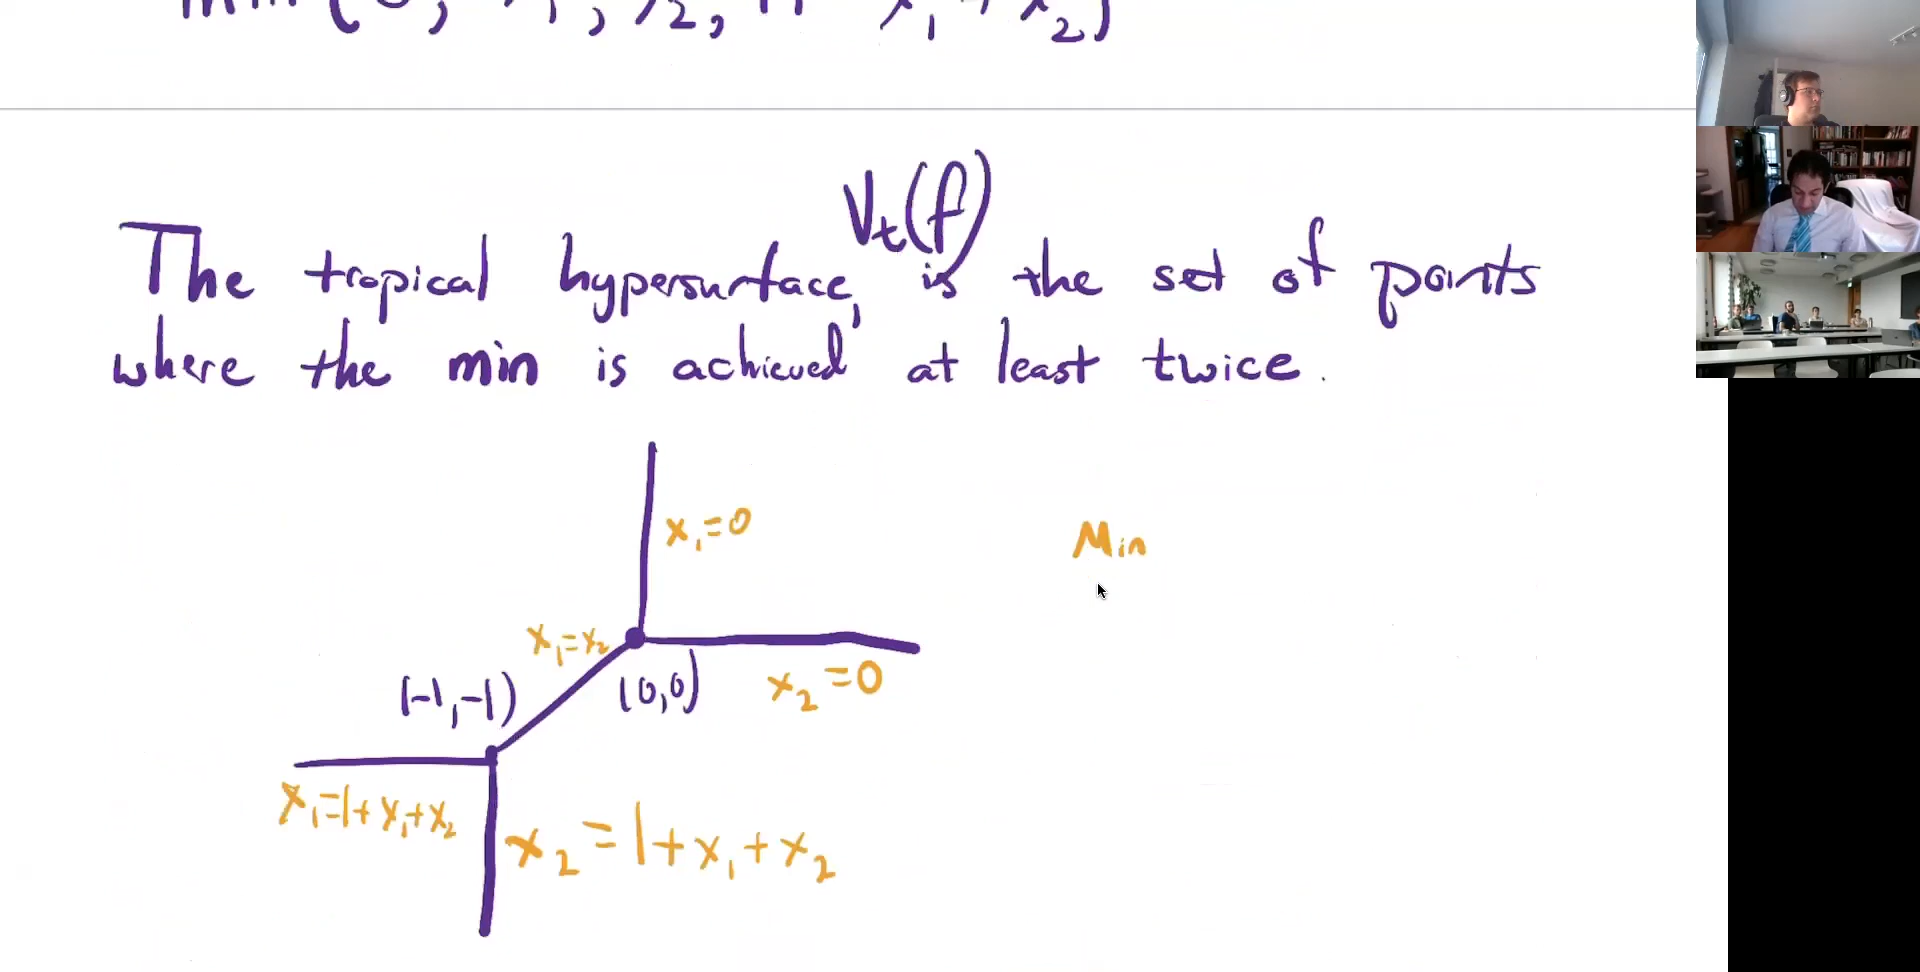 V_t(f)
The tropical hypersurface, is the set of points
where the min is achieved at least twice.
x₁=0
Min
x₁=x₂
(-1,-1)
(0,0)
x₂=0
x₁=1+x₁+x₂
x₂=1+x₁+x₂